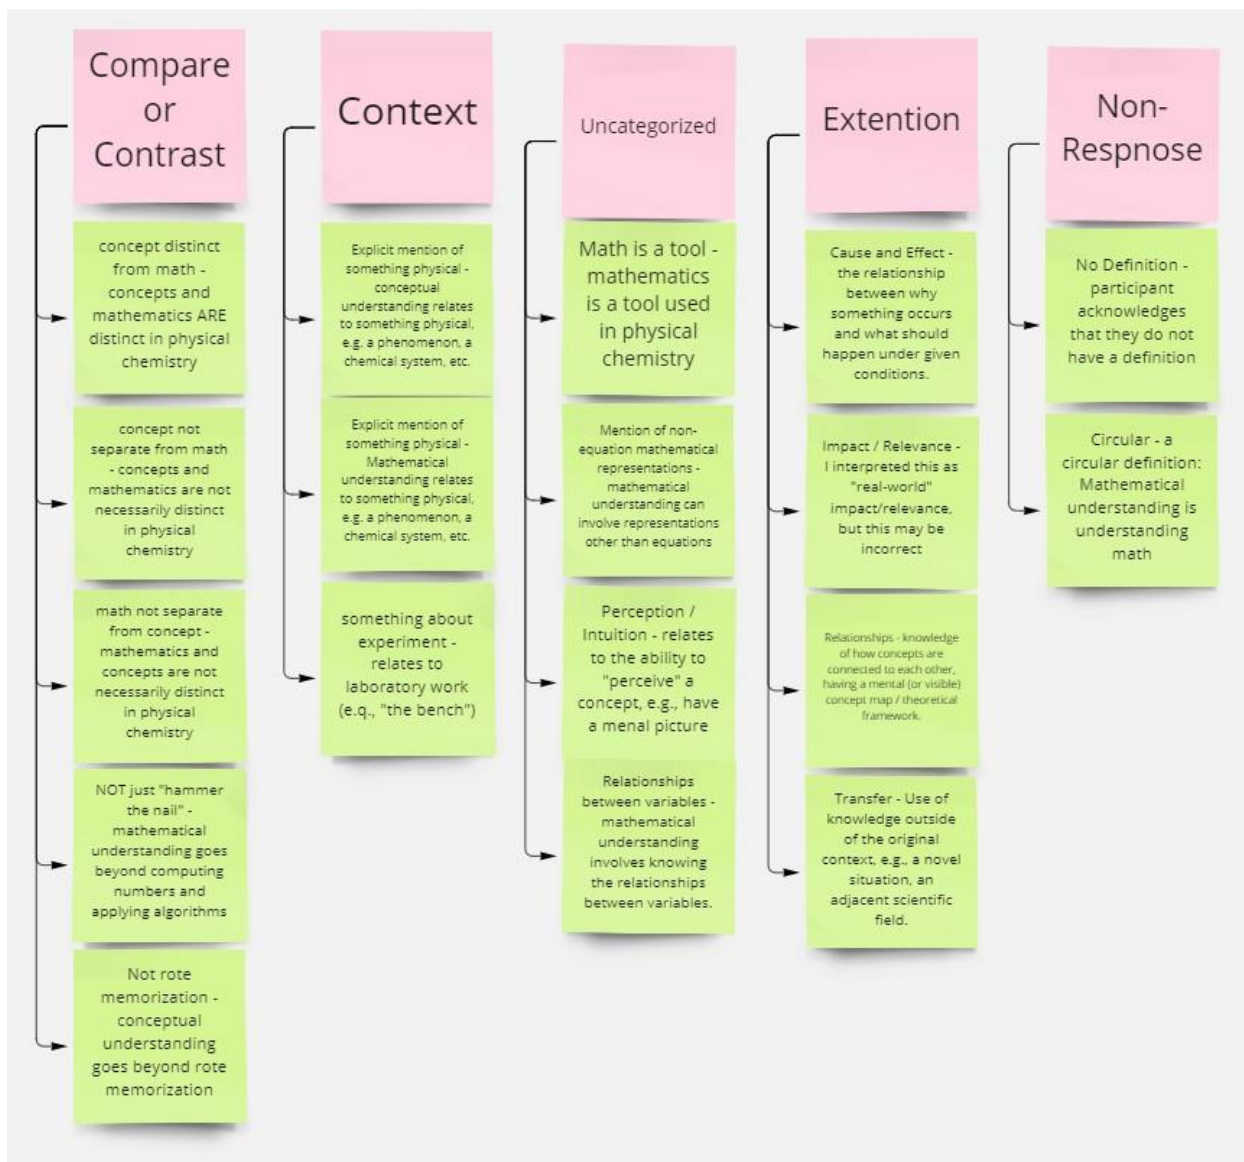 Compare
or
Contrast
concept distinct
from math -
concepts and
mathematics ARE
distinct in physical
chemistry
concept not
separate from math
- concepts and
mathematics are not
necessarily distinct
in physical
chemistry
math not separate
from concept -
mathematics and
concepts are not
necessarily distinct
in physical
chemistry
NOT just "hammer
the nail" -
mathematical
understanding goes
beyond computing
numbers and
applying algorithms
Not rote
memorization -
conceptual
understanding
goes beyond rote
memorization
Context
Explicit mention of
something physical -
conceptual
understanding relates
to something physical,
e.g. a phenomenon, a
chemical system, etc.
Explicit mention of
something physical -
Mathematical
understanding relates
to something physical,
e.g. a phenomenon, a
chemical system, etc.
something about
experiment -
relates to
laboratory work
(e.q., "the bench")
Uncategorized
Math is a tool -
mathematics
is a tool used
in physical
chemistry
Mention of non-
equation mathematical
representations -
mathematical
understanding can
involve representations
other than equations
Perception /
Intuition - relates
to the ability to
"perceive" a
concept, e.g., have
a menal picture
Relationships
between variables -
mathematical
understanding
involves knowing
the relationships
between variables.
Extention
Cause and Effect -
the relationship
between why
something occurs
and what should
happen under given
conditions.
Impact / Relevance -
I interpreted this as
"real-world"
impact/relevance,
but this may be
incorrect
Relationships - knowledge
of how concepts are
connected to each other,
having a mental (or visible)
concept map / theoretical
framework.
Transfer - Use of
knowledge outside
of the original
context, e.g., a novel
situation, an
adjacent scientific
field.
Non-
Respnose
No Definition -
participant
acknowledges
that they do not
have a definition
Circular - a
circular definition:
Mathematical
understanding is
understanding
math